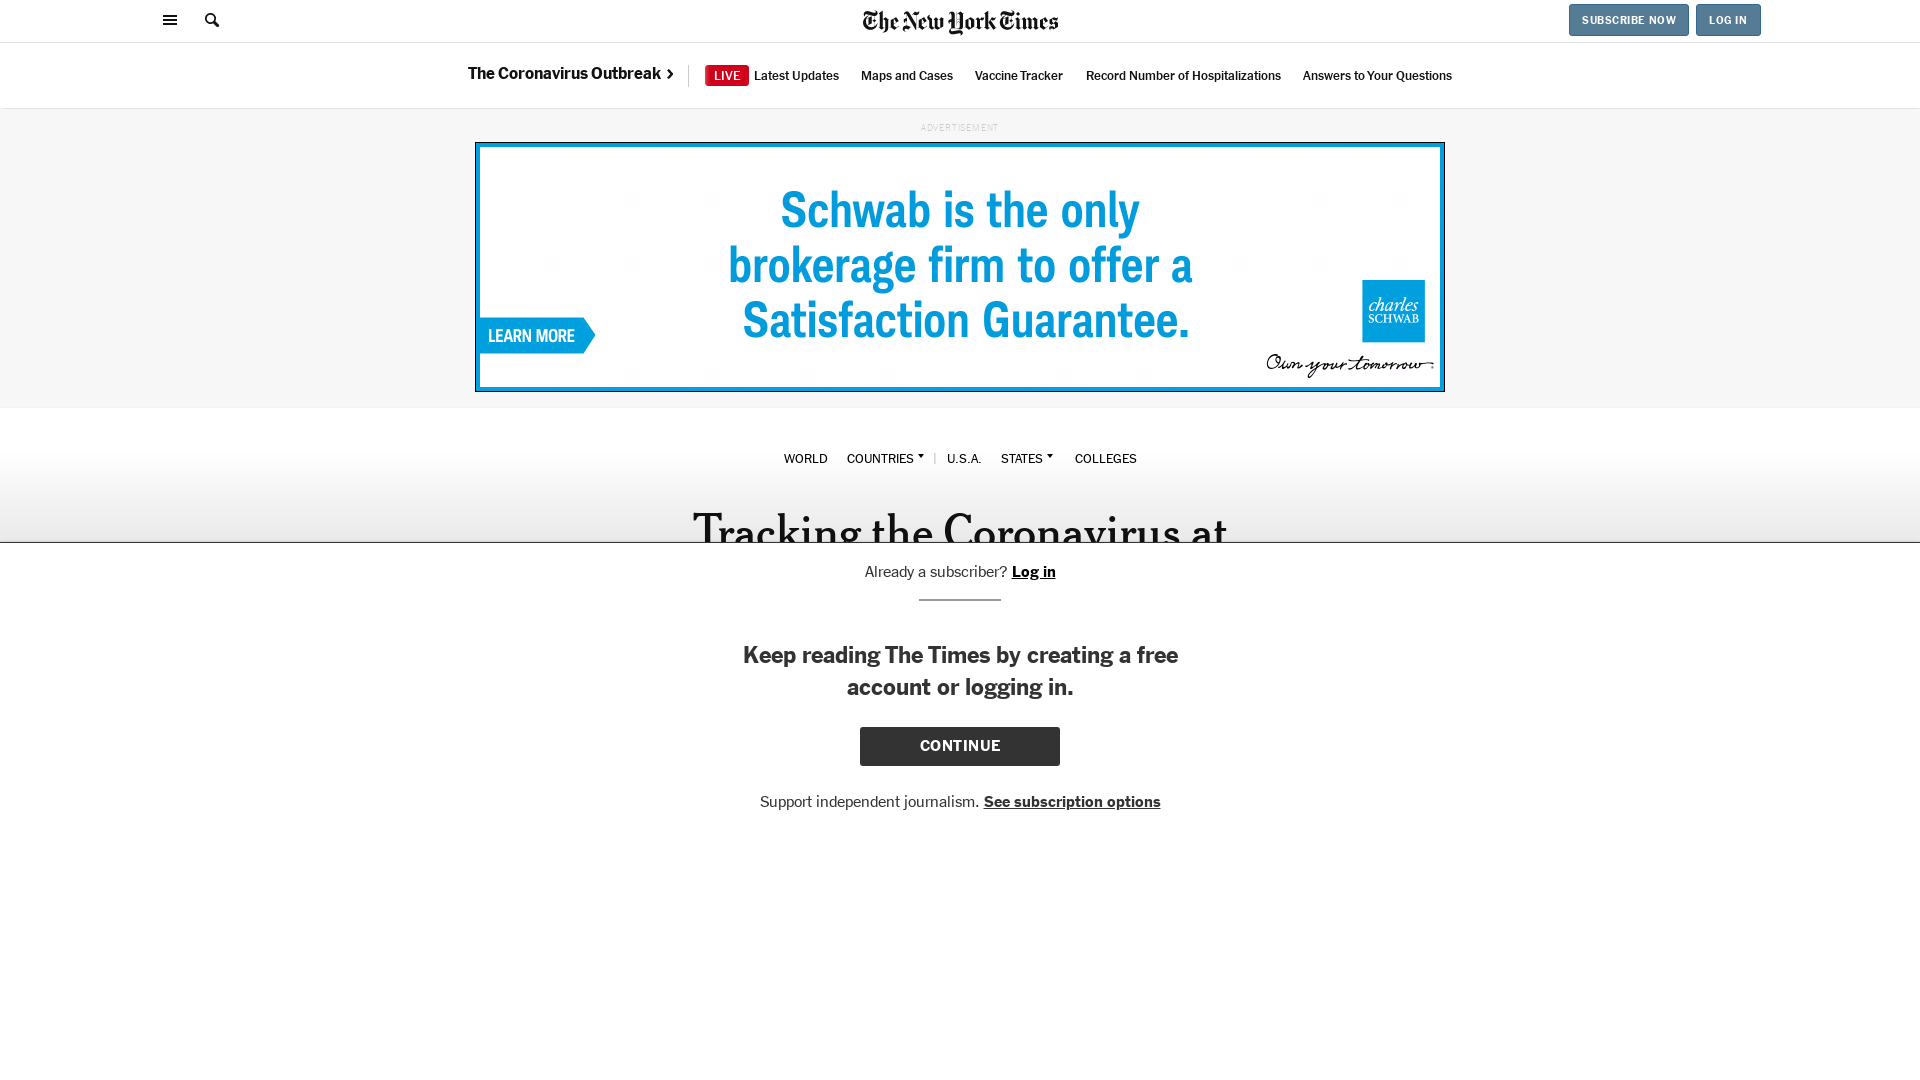 The New York Times
SUBSCRIBE NOW
LOG IN
The Coronavirus Outbreak
LIVE Latest Updates
Maps and Cases
Vaccine Tracker
Record Number of Hospitalizations
Answers to Your Questions
ADVERTISEMENT
Schwab is the only
brokerage firm to offer a
Satisfaction Guarantee.
LEARN MORE
charles
SCHWAB
Own your tomorrow.
WORLD
COUNTRIES
U.S.A.
STATES
COLLEGES
Tracking the Coronavirus at
Already a subscriber? Log in
Keep reading The Times by creating a free
account or logging in.
CONTINUE
Support independent journalism. See subscription options